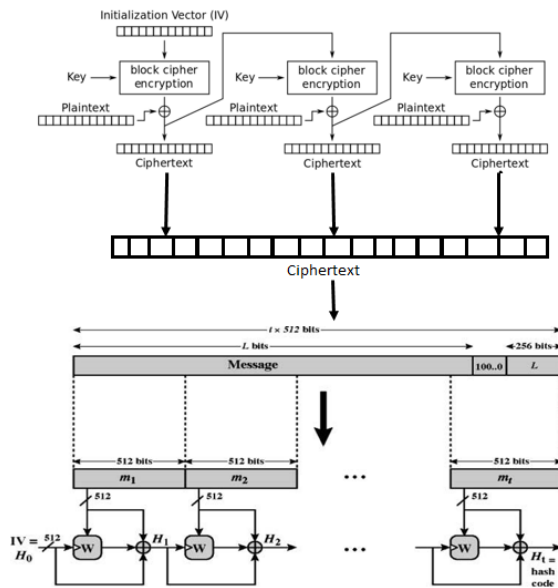 Initialization Vector (IV)
Key
block cipher
encryption
Key
block cipher
encryption
Key
block cipher
encryption
Plaintext
Plaintext
Plaintext
Ciphertext
Ciphertext
Ciphertext
Ciphertext
t × 512 bits
L bits
256 bits
Message
100..0
L
512 bits
512 bits
512 bits
m1
m2
• • •
mt
512
512
512
IV =
H0
512
W
H1
W
H2
• • •
W
Ht =
hash
code